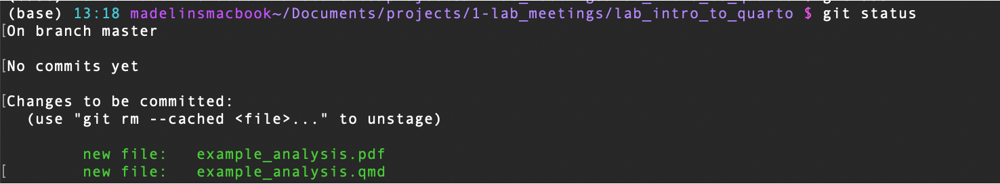 (base) 13:18 madelinsmacbook~/Documents/projects/1-lab_meetings/lab_intro_to_quarto $ git status
[On branch master
[No commits yet
[Changes to be committed:
(use "git rm --cached <file>..." to unstage)
new file: example_analysis.pdf
[ new file: example_analysis.qmd